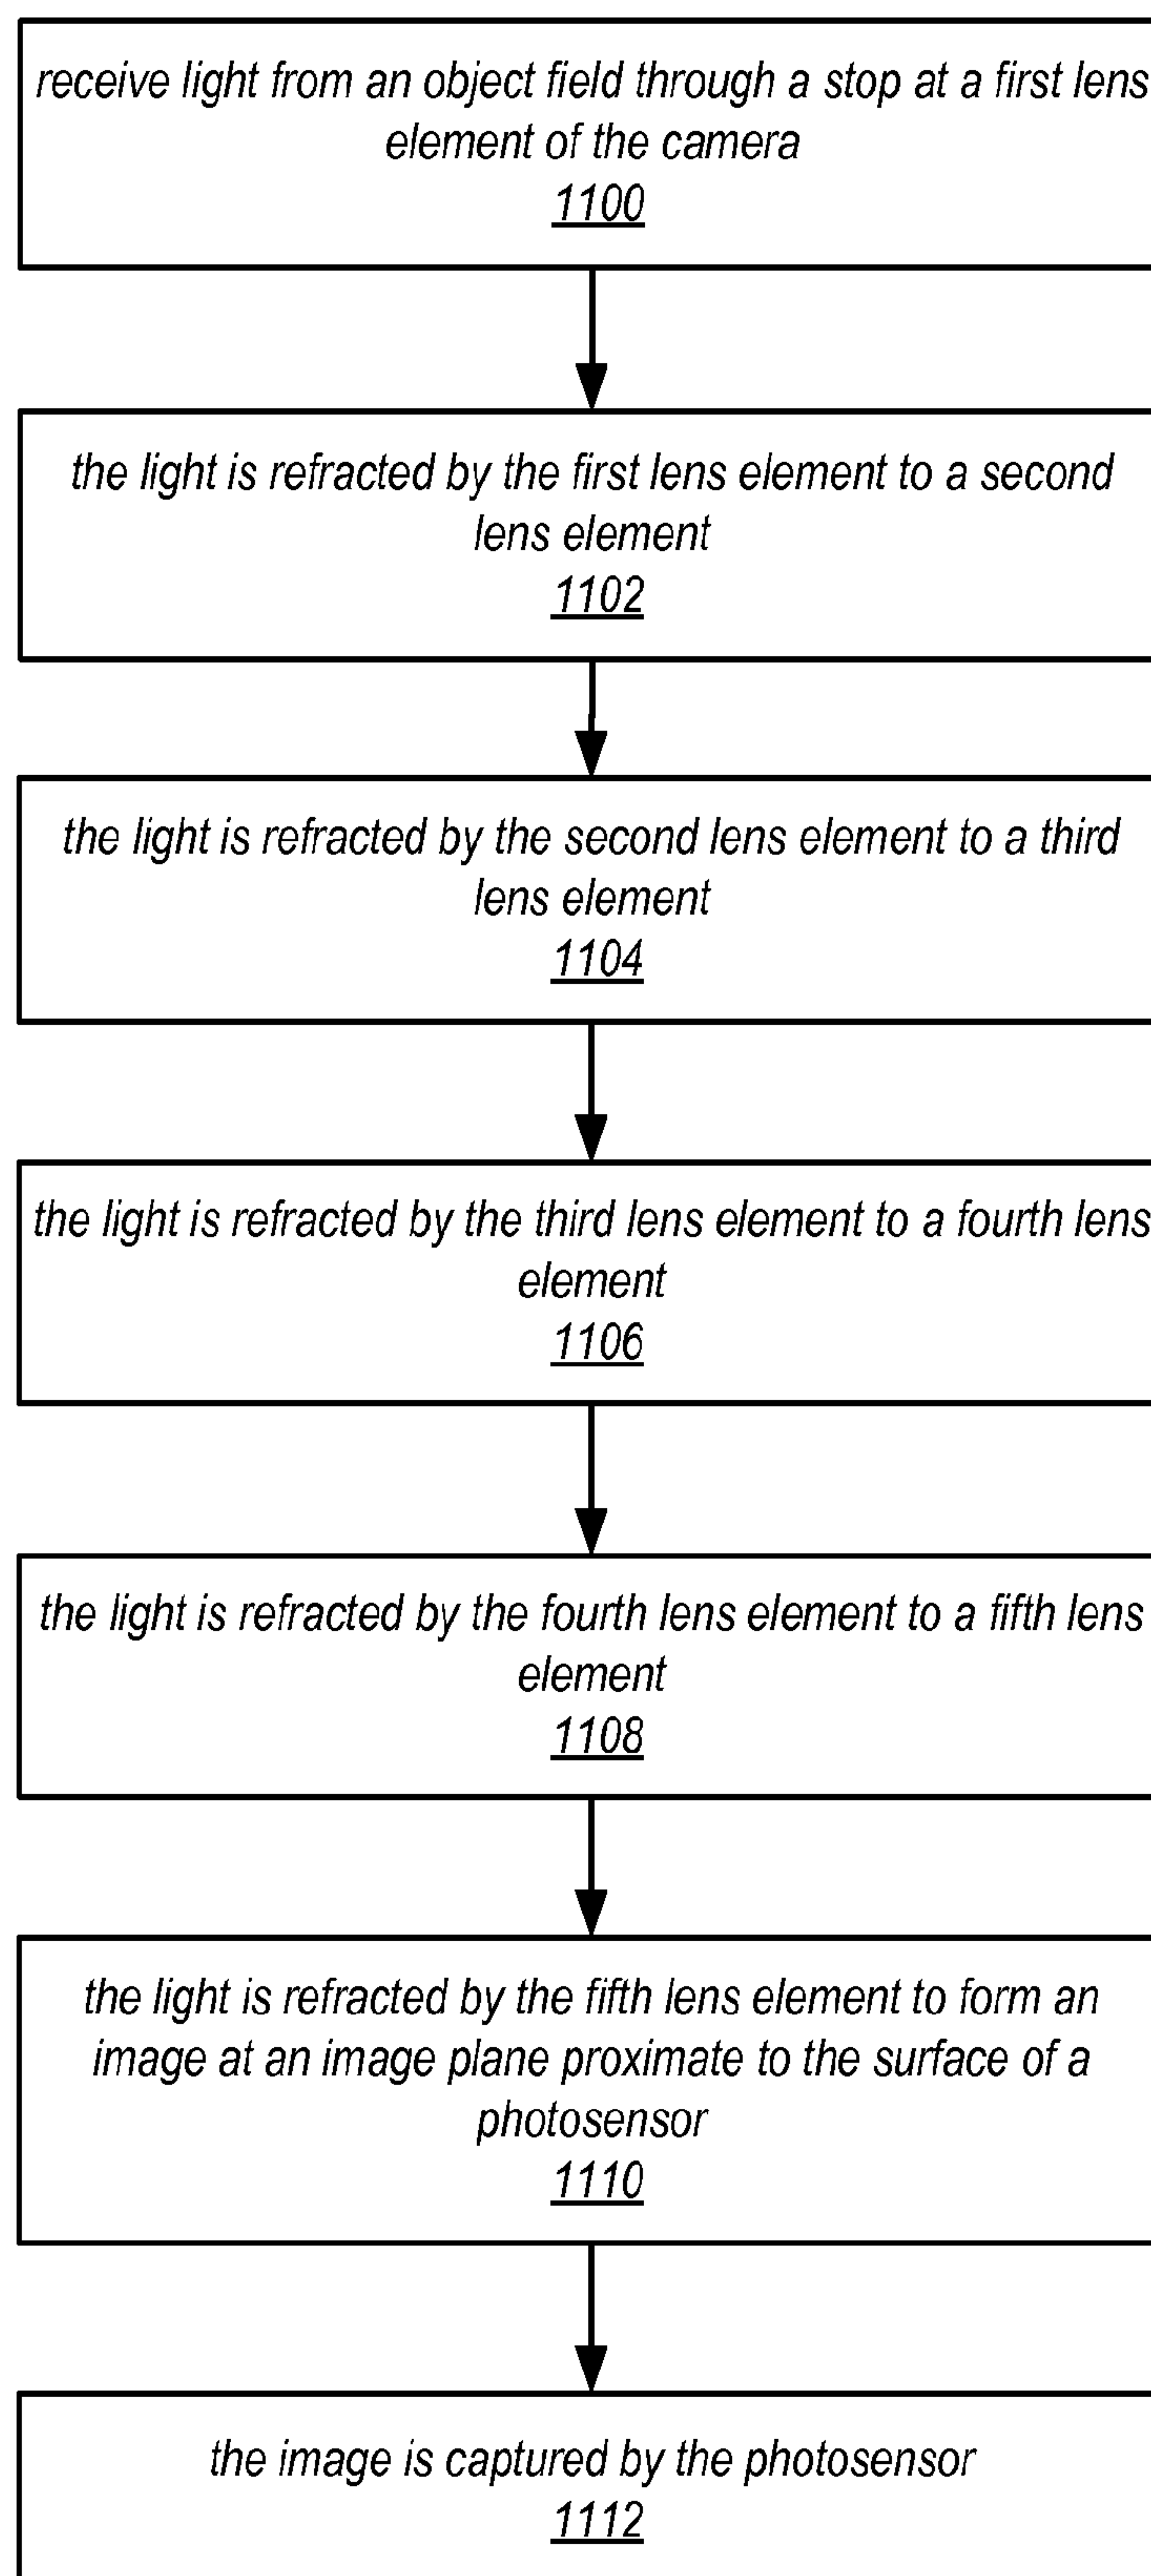 receive light from an object field through a stop at a first lens
element of the camera
1100
the light is refracted by the first lens element to a second
lens element
1102
the light is refracted by the second lens element to a third
lens element
1104
the light is refracted by the third lens element to a fourth lens
element
1106
the light is refracted by the fourth lens element to a fifth lens
element
1108
the light is refracted by the fifth lens element to form an
image at an image plane proximate to the surface of a
photosensor
1110
the image is captured by the photosensor
1112